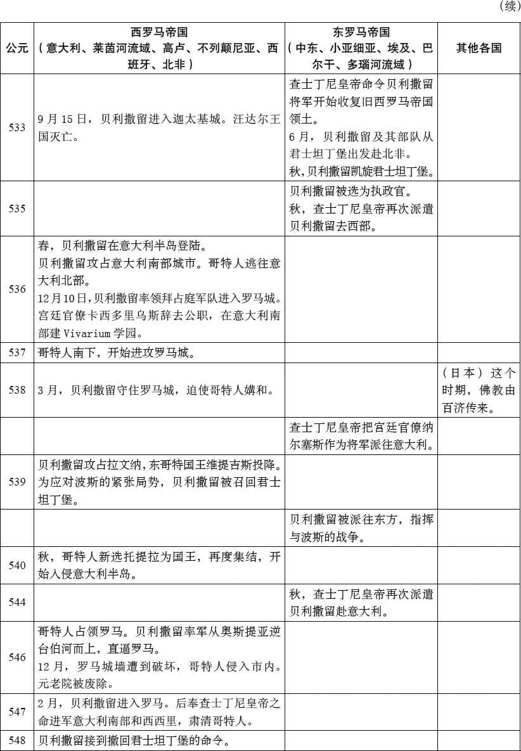 (续)
公元
西罗马帝国
(意大利、莱茵河流域、高卢、不列颠尼亚、西
班牙、北非)
东罗马帝国
(中东、小亚细亚、埃及、巴
尔干、多瑙河流域)
其他各国
533
9月15日，贝利撒留进入迦太基城。汪达尔王
国灭亡。
查士丁尼皇帝命令贝利撒留
将军开始收复旧西罗马帝国
领土。
6月，贝利撒留及其部队从
君士坦丁堡出发赴北非。
秋，贝利撒留凯旋君士坦丁堡。
535
贝利撒留被选为执政官。
秋，查士丁尼皇帝再次派遣
贝利撒留去西部。
536
春，贝利撒留在意大利半岛登陆。
贝利撒留攻占意大利南部城市。哥特人逃往意
大利北部。
12月10日，贝利撒留率领拜占庭军队进入罗马城。
宫廷官僚卡西多里乌斯辞去公职，在意大利南
部建Vivarium学园。
537
哥特人南下，开始进攻罗马城。
538
3月，贝利撒留守住罗马城，迫使哥特人媾和。
(日本)这个
时期，佛教由
百济传来。
查士丁尼皇帝把宫廷官僚纳
尔塞斯作为将军派往意大利。
539
贝利撒留攻占拉文纳，东哥特国王维提吉斯投降。
为应对波斯的紧张局势，贝利撒留被召回君士
坦丁堡。
贝利撒留被派往东方，指挥
与波斯的战争。
540
秋，哥特人新选托提拉为国王，再度集结，开
始入侵意大利半岛。
544
秋，查士丁尼皇帝再次派遣
贝利撒留赴意大利。
546
哥特人占领罗马。贝利撒留率军从奥斯提亚逆
台伯河而上，直逼罗马。
12月，罗马城墙遭到破坏，哥特人侵入市内。
元老院被废除。
547
2月，贝利撒留进入罗马。后奉查士丁尼皇帝之
命进军意大利南部和西西里，肃清哥特人。
548
贝利撒留接到撤回君士坦丁堡的命令。